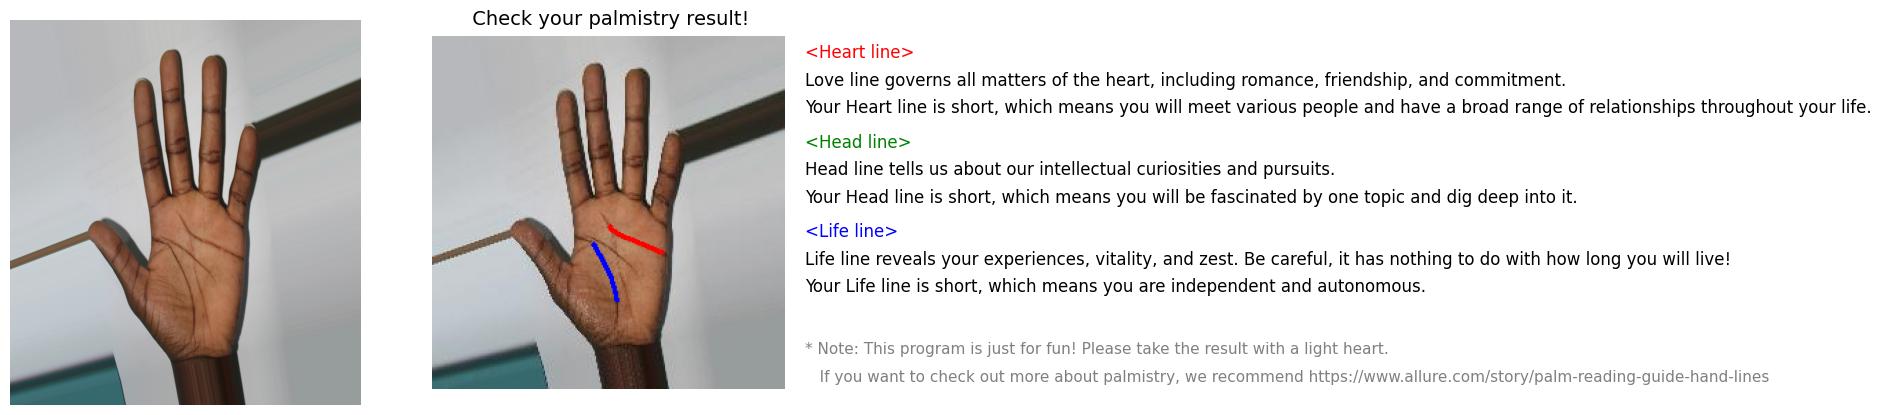 Check your palmistry result!
<Heart line>
Love line governs all matters of the heart, including romance, friendship, and commitment.
Your Heart line is short, which means you will meet various people and have a broad range of relationships throughout your life.
<Head line>
Head line tells us about our intellectual curiosities and pursuits.
Your Head line is short, which means you will be fascinated by one topic and dig deep into it.
<Life line>
Life line reveals your experiences, vitality, and zest. Be careful, it has nothing to do with how long you will live!
Your Life line is short, which means you are independent and autonomous.
* Note: This program is just for fun! Please take the result with a light heart.
If you want to check out more about palmistry, we recommend https://www.allure.com/story/palm-reading-guide-hand-lines